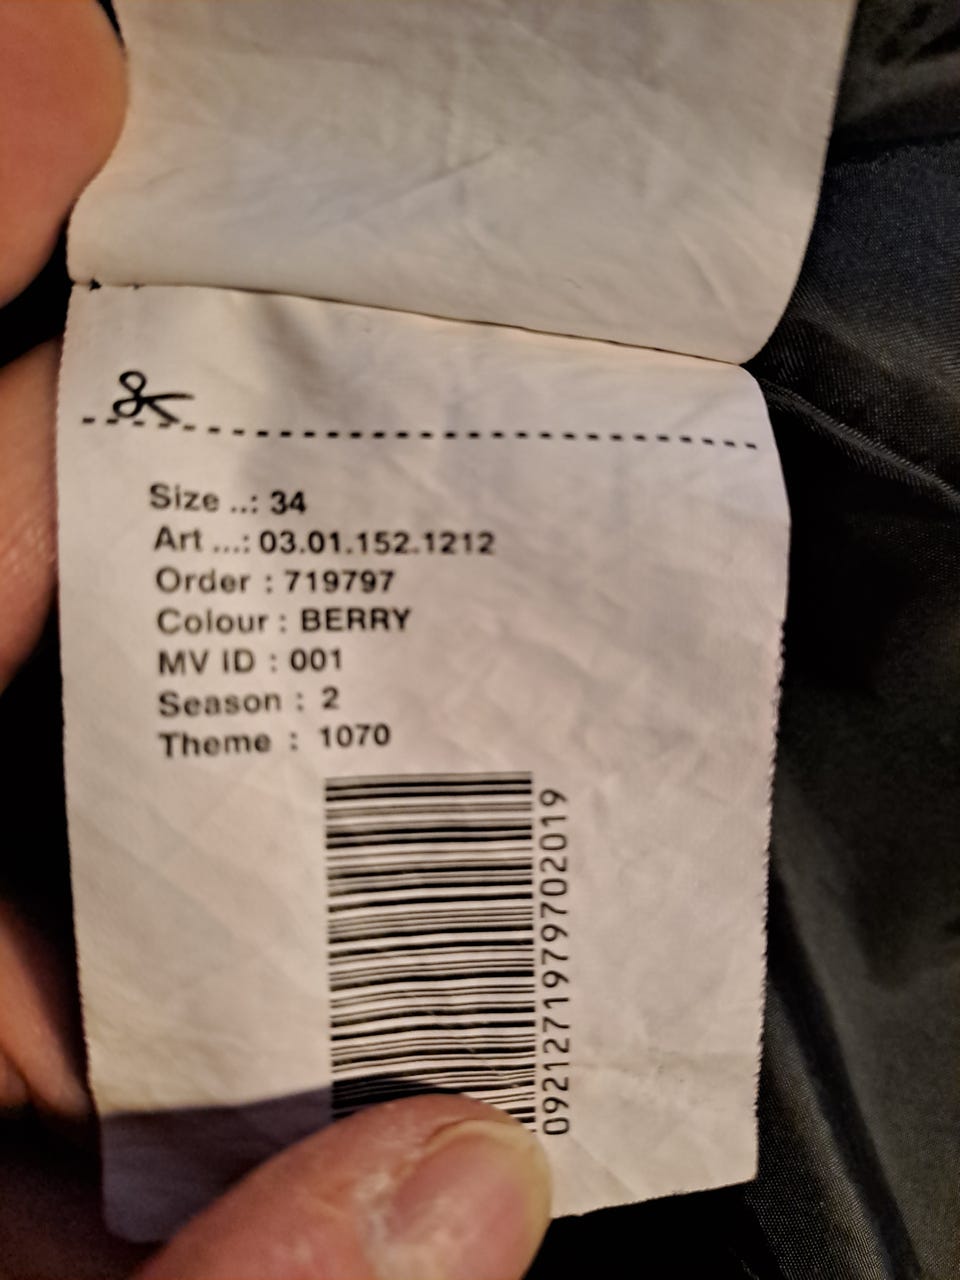 Size ..: 34
Art ...: 03.01.152.1212
Order : 719797
Colour : BERRY
MV ID : 001
Season : 2
Theme : 1070
0921271979702019